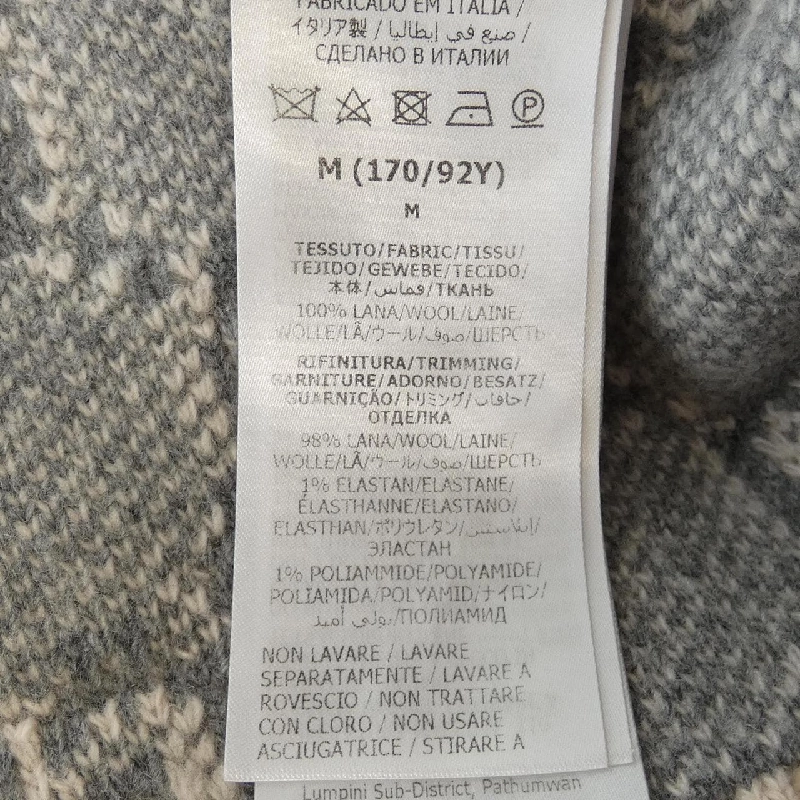 FABRICADO EM ITALIA /
イタリア製 / صنع في إيطاليا /
СДЕЛАНО В ИТАЛИИ
P
M (170/92Y)
M
TESSUTO/FABRIC/TISSU/
TEJIDO/GEWEBE/TECIDO/
本体/قماس/ТКАНЬ
100% LANA/WOOL/LAINE/
WOLLE/LÃ/ウール/صوف/ШЕРСТЬ
RIFINITURA/TRIMMING/
GARNITURE/ADORNO/BESATZ/
GUARNIÇÃO/トリミング/حافات/
ОТДЕЛКА
98% LANA/WOOL/LAINE/
WOLLE/LÃ/ウール/صوف/ШЕРСТЬ
1% ELASTAN/ELASTANE/
ÉLASTHANNE/ELASTANO/
ELASTHAN/ポリウレタン/
ЭЛАСТАН
1% POLIAMMIDE/POLYAMIDE/
POLIAMIDA/POLYAMID/ナイロン/
بولي أميد/ПОЛИАМИД
NON LAVARE / LAVARE
SEPARATAMENTE / LAVARE A
ROVESCIO / NON TRATTARE
CON CLORO / NON USARE
ASCIUGATRICE / STIRARE A
Lumpini Sub-District, Pathumwan